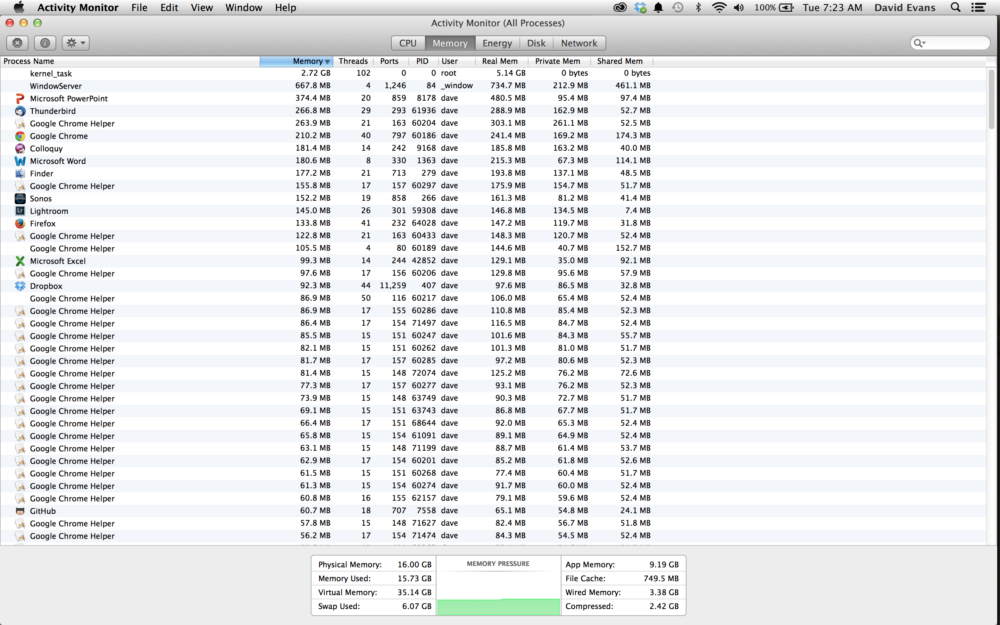 Activity Monitor File Edit View Window Help 100% Tue 7:23 AM David Evans
Activity Monitor (All Processes)
CPU Memory Energy Disk Network
Process Name Memory Threads Ports PID User Real Mem Private Mem Shared Mem
kernel_task 2.72 GB 102 0 0 root 5.14 GB 0 bytes 0 bytes
WindowServer 667.8 MB 4 1,246 84 _window 734.7 MB 212.9 MB 461.1 MB
Microsoft PowerPoint 374.4 MB 20 859 8178 dave 480.5 MB 95.4 MB 97.4 MB
Thunderbird 266.8 MB 29 293 61936 dave 288.9 MB 162.9 MB 52.7 MB
Google Chrome Helper 263.9 MB 21 163 60204 dave 303.1 MB 261.1 MB 52.5 MB
Google Chrome 210.2 MB 40 797 60186 dave 241.4 MB 169.2 MB 174.3 MB
Colloquy 181.4 MB 14 242 9168 dave 185.8 MB 163.2 MB 40.0 MB
Microsoft Word 180.6 MB 8 330 1363 dave 215.3 MB 67.3 MB 114.1 MB
Finder 177.2 MB 21 713 279 dave 193.8 MB 137.1 MB 48.5 MB
Google Chrome Helper 155.8 MB 17 157 60297 dave 175.9 MB 154.7 MB 51.7 MB
SONOS Sonos 152.2 MB 19 858 266 dave 161.3 MB 81.2 MB 41.4 MB
Lr Lightroom 145.0 MB 26 301 59308 dave 146.8 MB 134.5 MB 7.4 MB
Firefox 133.8 MB 41 232 64028 dave 147.2 MB 119.7 MB 31.8 MB
Google Chrome Helper 122.8 MB 21 163 60433 dave 148.3 MB 120.7 MB 52.4 MB
Google Chrome Helper 105.5 MB 4 80 60189 dave 144.6 MB 40.7 MB 152.7 MB
Microsoft Excel 99.3 MB 14 244 42852 dave 129.1 MB 35.0 MB 92.1 MB
Google Chrome Helper 97.6 MB 17 156 60206 dave 129.8 MB 95.6 MB 57.9 MB
Dropbox 92.3 MB 44 11,259 407 dave 97.6 MB 86.5 MB 32.8 MB
Google Chrome Helper 86.9 MB 50 116 60217 dave 106.0 MB 65.4 MB 52.4 MB
Google Chrome Helper 86.9 MB 17 155 60286 dave 110.8 MB 85.4 MB 52.3 MB
Google Chrome Helper 86.4 MB 17 154 71497 dave 116.5 MB 84.7 MB 52.4 MB
Google Chrome Helper 85.5 MB 15 151 60247 dave 101.6 MB 84.3 MB 55.7 MB
Google Chrome Helper 82.1 MB 15 151 60262 dave 101.3 MB 81.0 MB 51.7 MB
Google Chrome Helper 81.7 MB 17 157 60285 dave 97.2 MB 80.6 MB 52.3 MB
Google Chrome Helper 81.4 MB 15 148 72074 dave 125.2 MB 76.2 MB 72.6 MB
Google Chrome Helper 77.3 MB 17 157 60277 dave 93.1 MB 76.2 MB 52.3 MB
Google Chrome Helper 73.9 MB 15 148 63749 dave 90.3 MB 72.7 MB 51.7 MB
Google Chrome Helper 69.1 MB 15 151 63743 dave 86.8 MB 67.7 MB 51.7 MB
Google Chrome Helper 66.4 MB 17 151 68644 dave 92.0 MB 65.3 MB 52.4 MB
Google Chrome Helper 65.8 MB 15 154 61091 dave 89.1 MB 64.9 MB 52.4 MB
Google Chrome Helper 63.1 MB 15 148 71199 dave 88.7 MB 61.4 MB 53.7 MB
Google Chrome Helper 62.9 MB 17 154 60201 dave 85.2 MB 61.8 MB 52.6 MB
Google Chrome Helper 61.5 MB 15 151 60268 dave 77.4 MB 60.4 MB 51.7 MB
Google Chrome Helper 61.3 MB 15 154 60274 dave 91.7 MB 60.0 MB 52.4 MB
Google Chrome Helper 60.8 MB 16 155 62157 dave 79.1 MB 59.6 MB 52.4 MB
GitHub 60.7 MB 18 707 7558 dave 65.1 MB 54.8 MB 24.1 MB
Google Chrome Helper 57.8 MB 15 148 71627 dave 82.4 MB 56.7 MB 51.8 MB
Google Chrome Helper 56.2 MB 17 154 71474 dave 84.3 MB 54.5 MB 52.4 MB
Physical Memory: 16.00 GB MEMORY PRESSURE App Memory: 9.19 GB
Memory Used: 15.73 GB File Cache: 749.5 MB
Virtual Memory: 35.14 GB Wired Memory: 3.38 GB
Swap Used: 6.07 GB Compressed: 2.42 GB